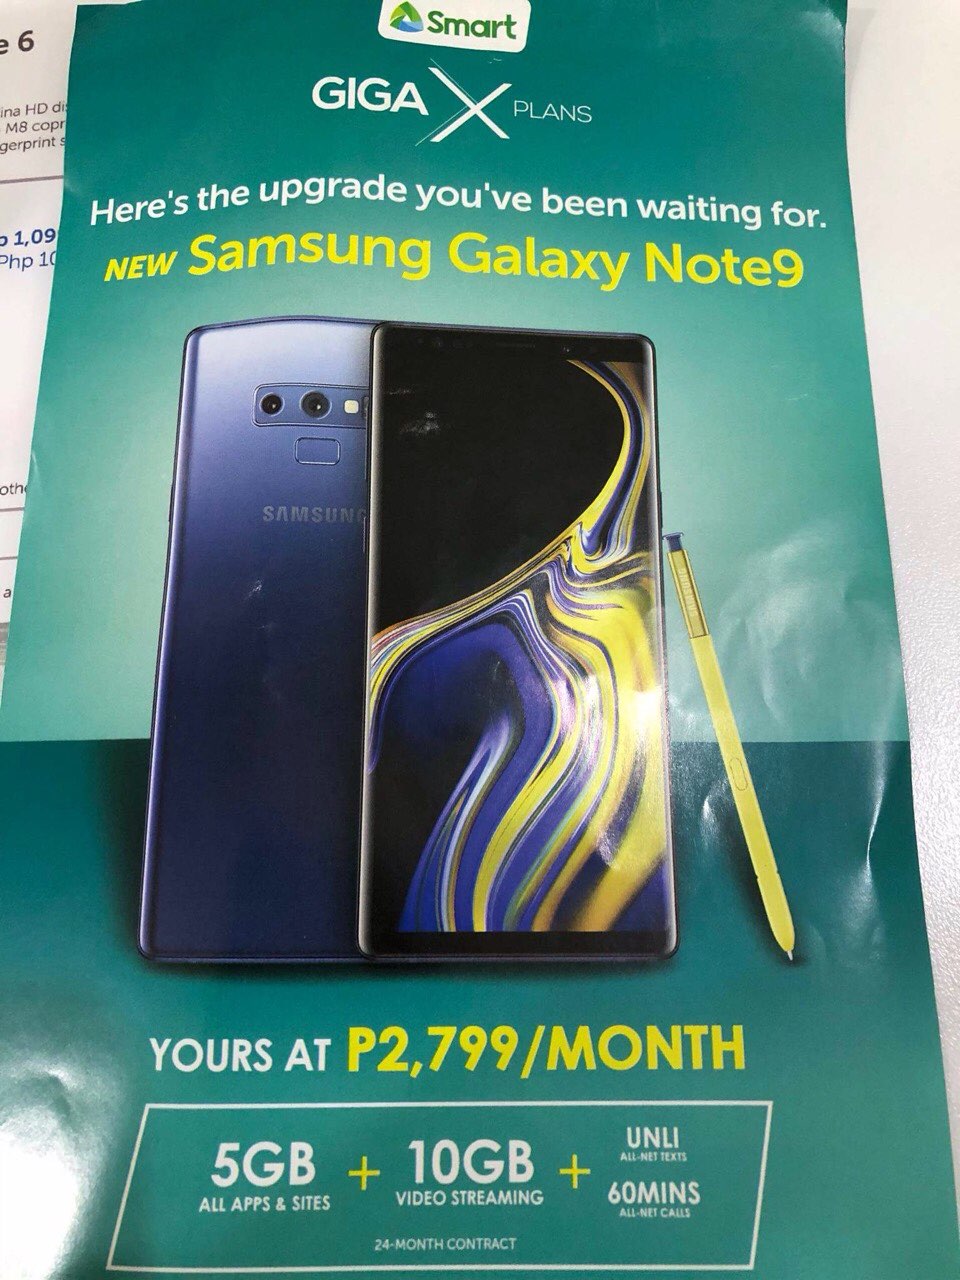 e 6
ina HD di
M8 copr
gerprint s
1,09
Php 10
othe
a
Smart
GIGA X PLANS
Here's the upgrade you've been waiting for.
NEW Samsung Galaxy Note9
SAMSUNG
SAMSUNG
YOURS AT P2,799/MONTH
5GB
ALL APPS & SITES
+
10GB
VIDEO STREAMING
+
UNLI
ALL-NET TEXTS
60MINS
ALL-NET CALLS
24-MONTH CONTRACT